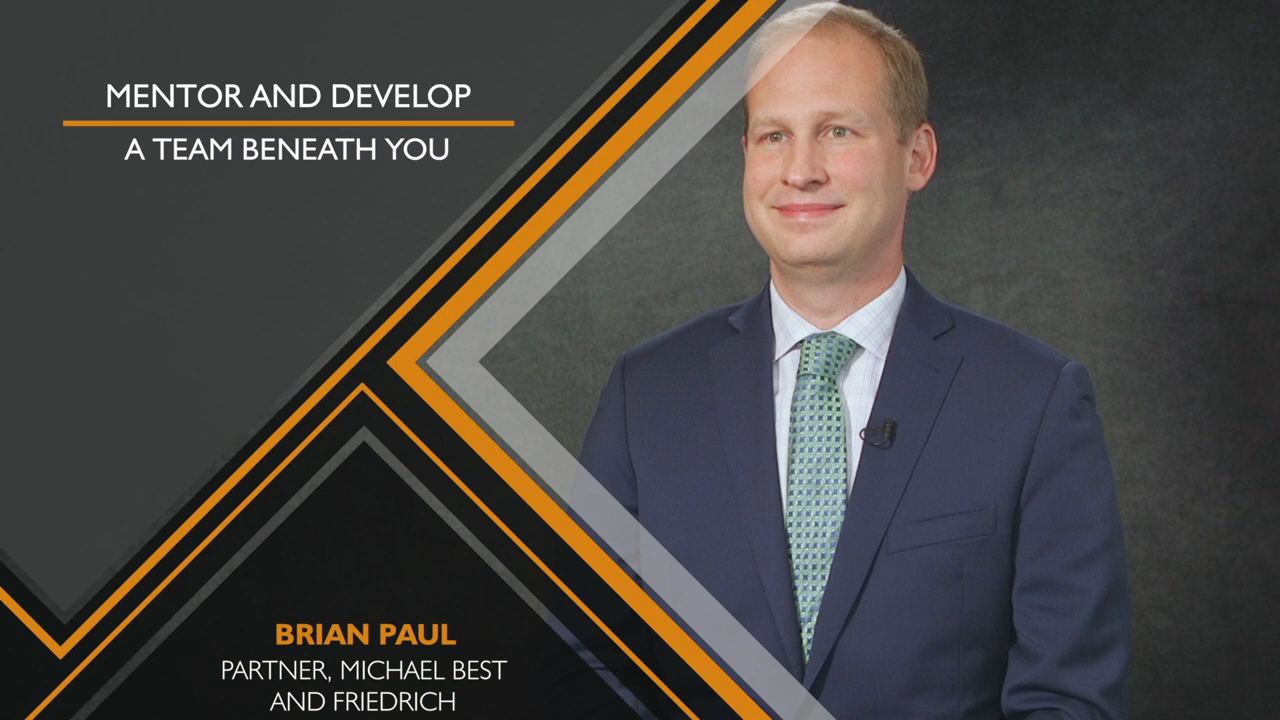 MENTOR AND DEVELOP
A TEAM BENEATH YOU
BRIAN PAUL
PARTNER, MICHAEL BEST
AND FRIEDRICH